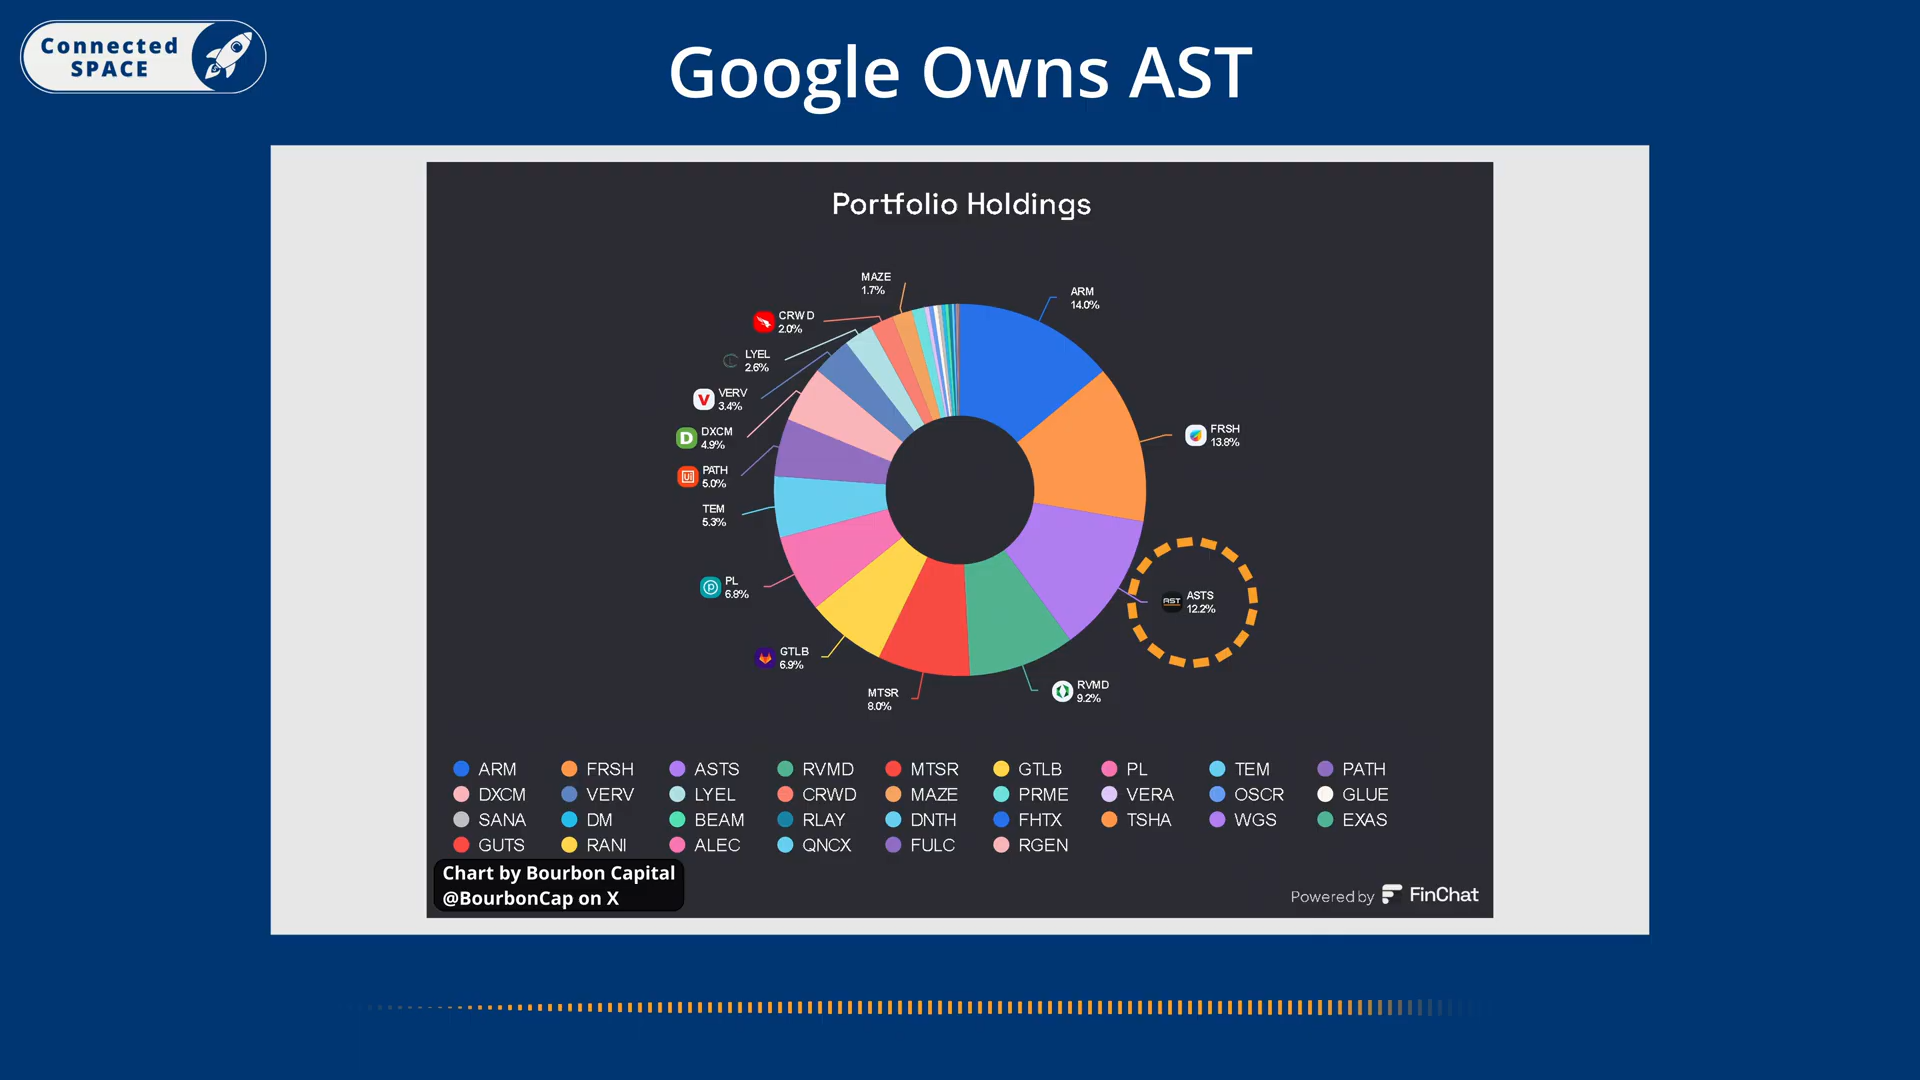 Connected
SPACE
Google Owns AST
Portfolio Holdings
MAZE
1.7%
ARM
14.0%
CRWD
2.0%
LYEL
2.6%
VERV
3.4%
FRSH
13.8%
DXCM
4.9%
PATH
5.0%
TEM
5.3%
PL
6.8%
AST
ASTS
12.2%
GTLB
6.9%
MTSR
8.0%
RVMD
9.2%
ARM FRSH ASTS RVMD MTSR GTLB PL TEM PATH
DXCM VERV LYEL CRWD MAZE PRME VERA OSCR GLUE
SANA DM BEAM RLAY DNTH FHTX TSHA WGS EXAS
GUTS RANI ALEC QNCX FULC RGEN
Chart by Bourbon Capital
@BourbonCap on X
Powered by FinChat